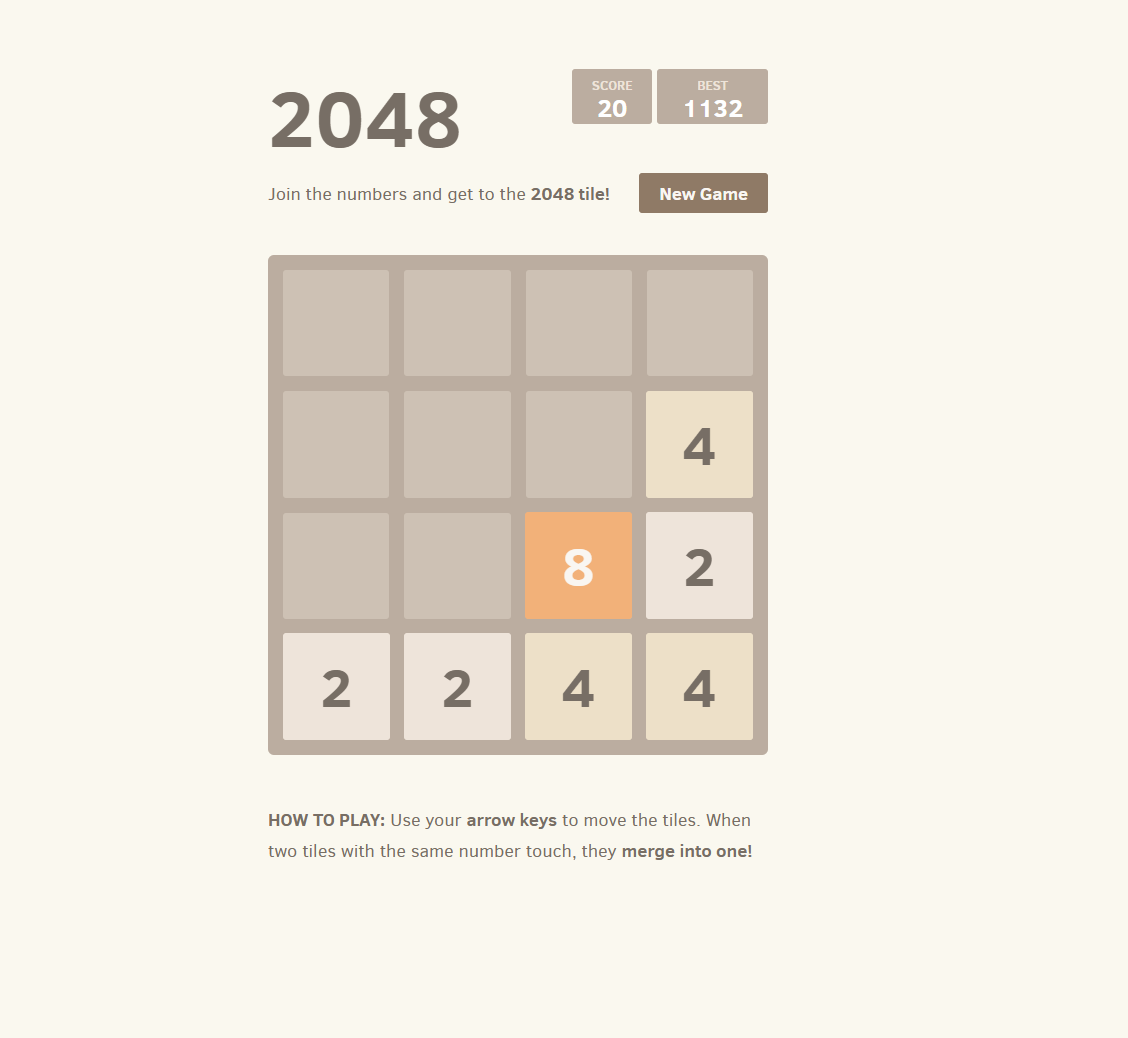 2048
SCORE
20
BEST
1132
Join the numbers and get to the 2048 tile!
New Game
4
8 2
2 2 4 4
HOW TO PLAY: Use your arrow keys to move the tiles. When
two tiles with the same number touch, they merge into one!